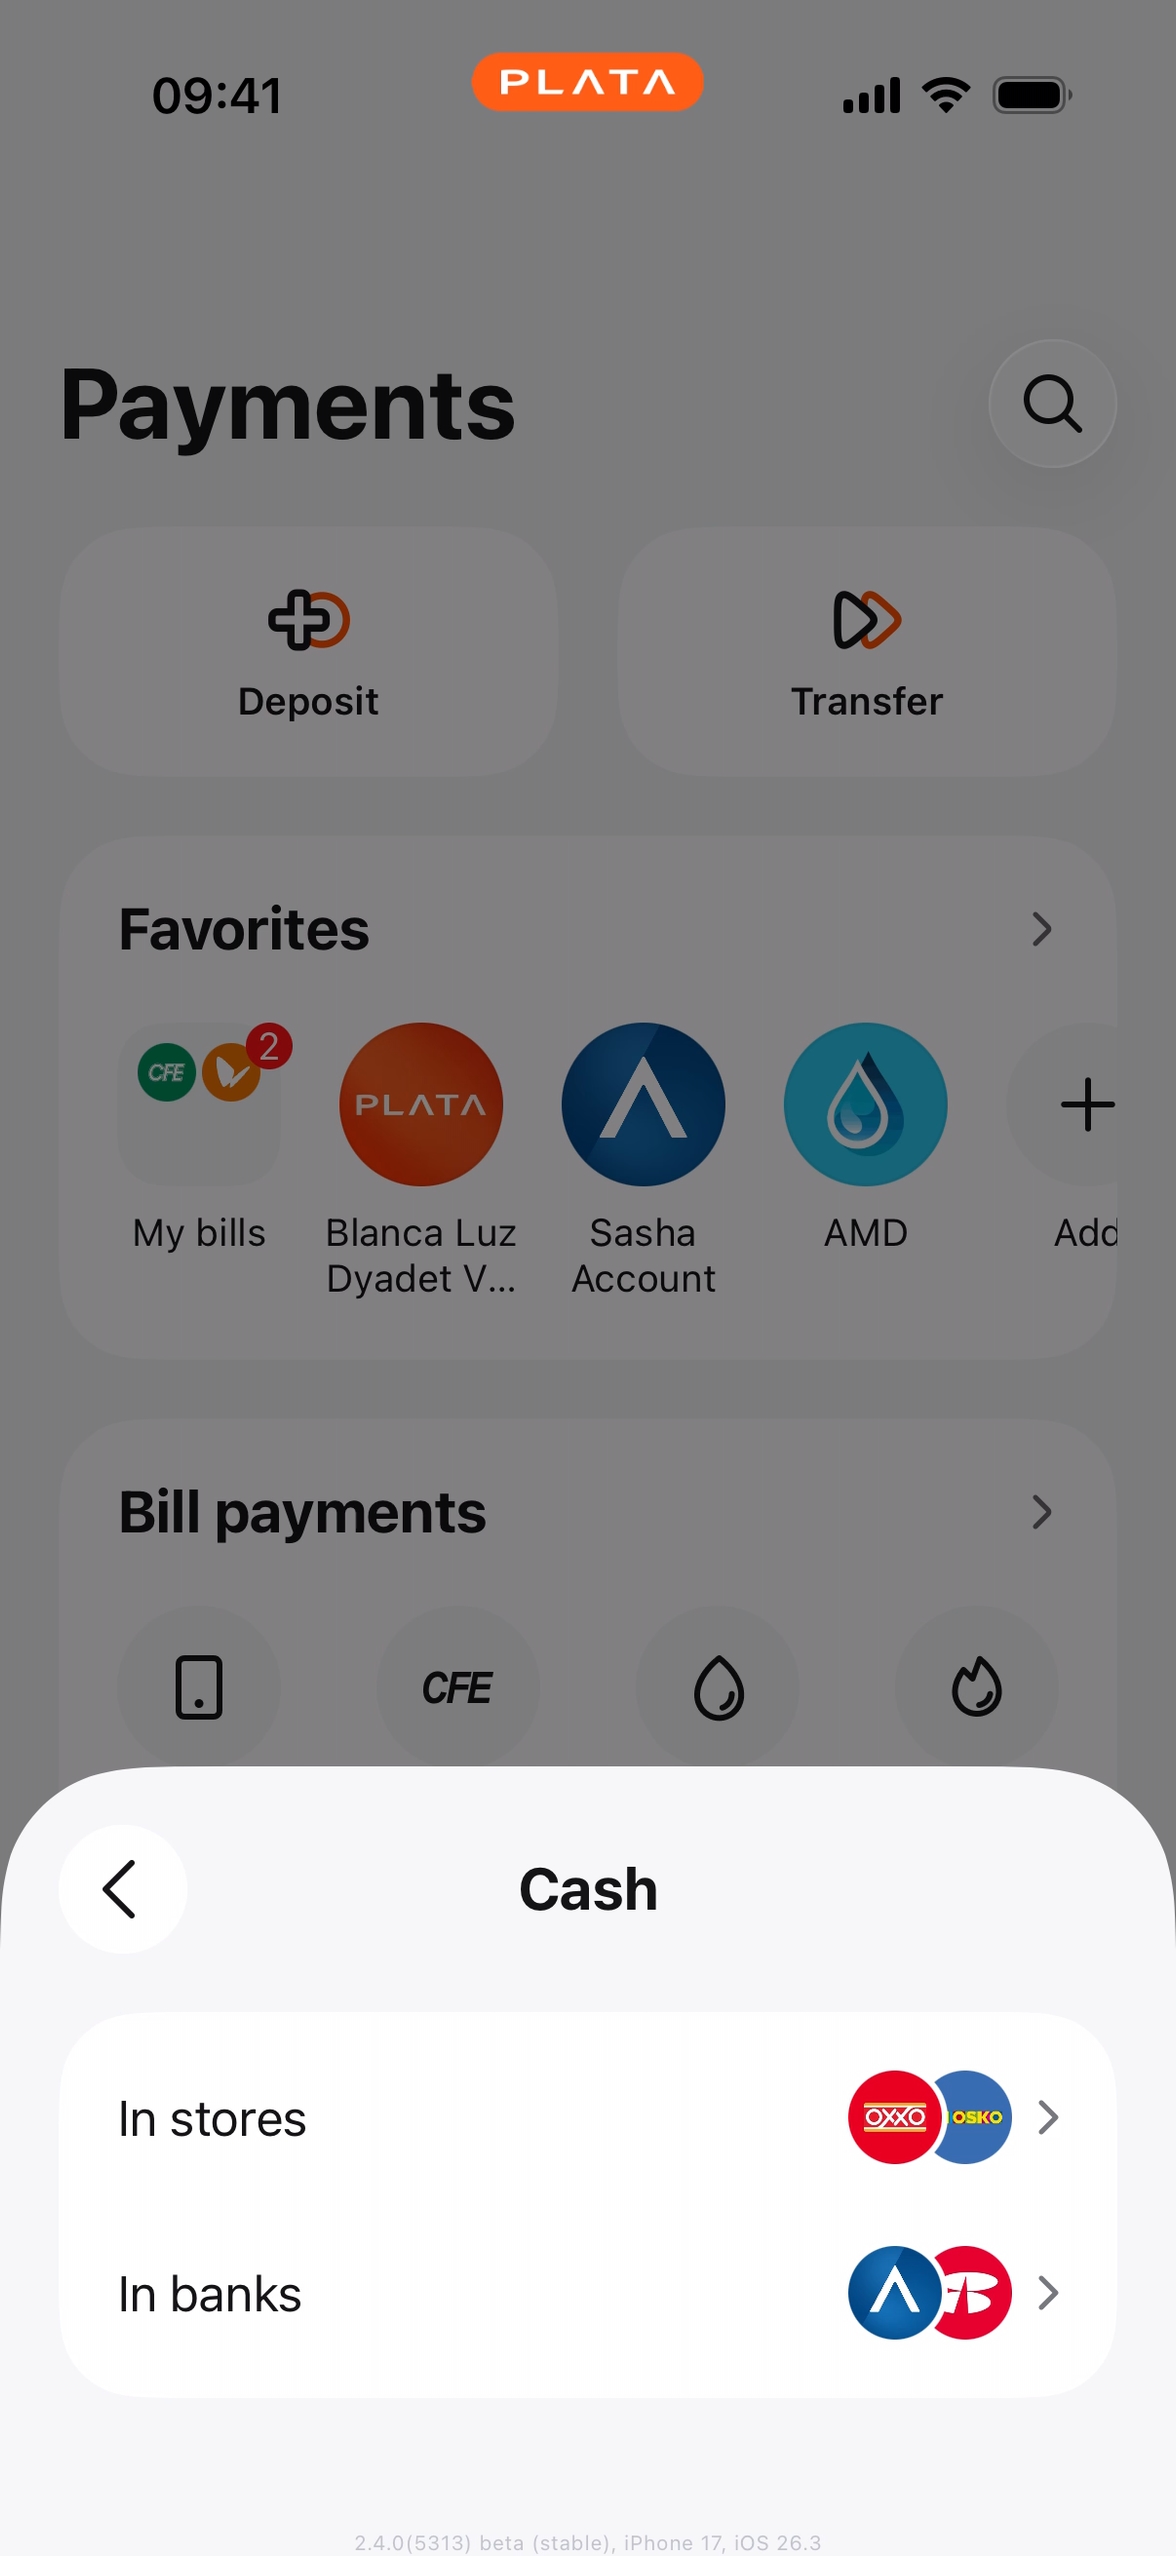 09:41
PLATA
Payments
Deposit
Transfer
Favorites
CFE
2
PLATA
My bills
Blanca Luz
Dyadet V...
Sasha
Account
AMD
Add
Bill payments
CFE
Cash
In stores
OXXO
OSKO
In banks
2.4.0(5313) beta (stable), iPhone 17, iOS 26.3